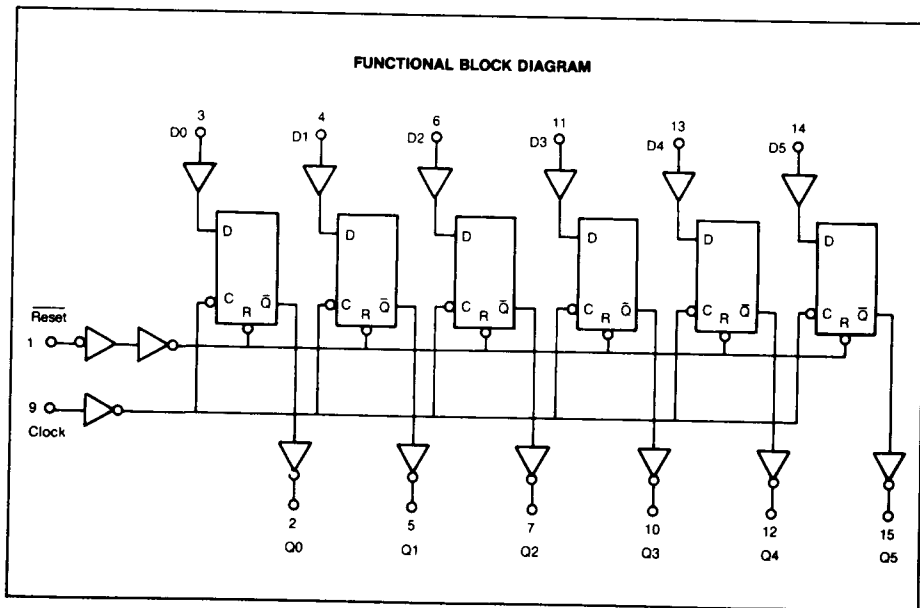 FUNCTIONAL BLOCK DIAGRAM
3 4 6 11 13 14
D0 D1 D2 D3 D4 D5
D D D D D D
C Q̄ C Q̄ C Q̄ C Q̄ C Q̄ C Q̄
R R R R R R
Reset
1
9
Clock
2 5 7 10 12 15
Q0 Q1 Q2 Q3 Q4 Q5